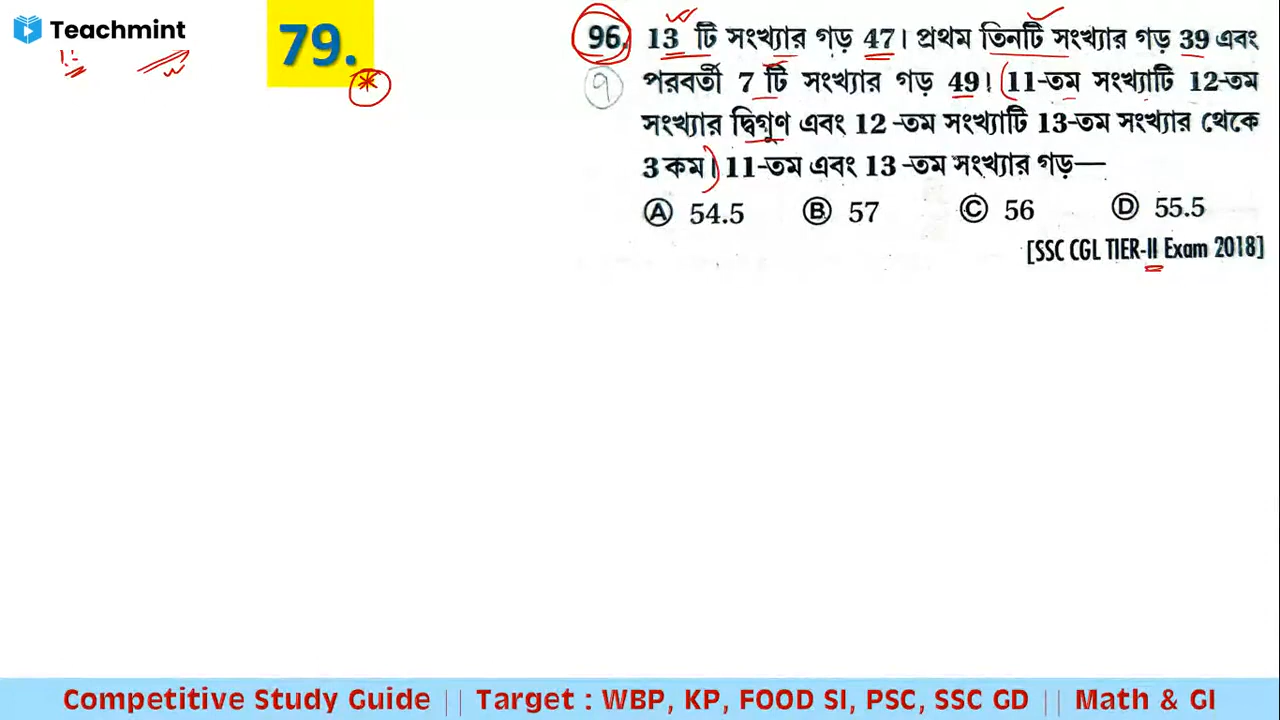 Teachmint
79.
*
96. 13 টি সংখ্যার গড় 47। প্রথম তিনটি সংখ্যার গড় 39 এবং
পরবর্তী 7 টি সংখ্যার গড় 49। (11-তম সংখ্যাটি 12-তম
সংখ্যার দ্বিগুণ এবং 12 -তম সংখ্যাটি 13-তম সংখ্যার থেকে
3 কম।) 11-তম এবং 13 -তম সংখ্যার গড়—
Ⓐ 54.5 Ⓑ 57 Ⓒ 56 Ⓓ 55.5
[SSC CGL TIER-II Exam 2018]
Competitive Study Guide || Target : WBP, KP, FOOD SI, PSC, SSC GD || Math & GI